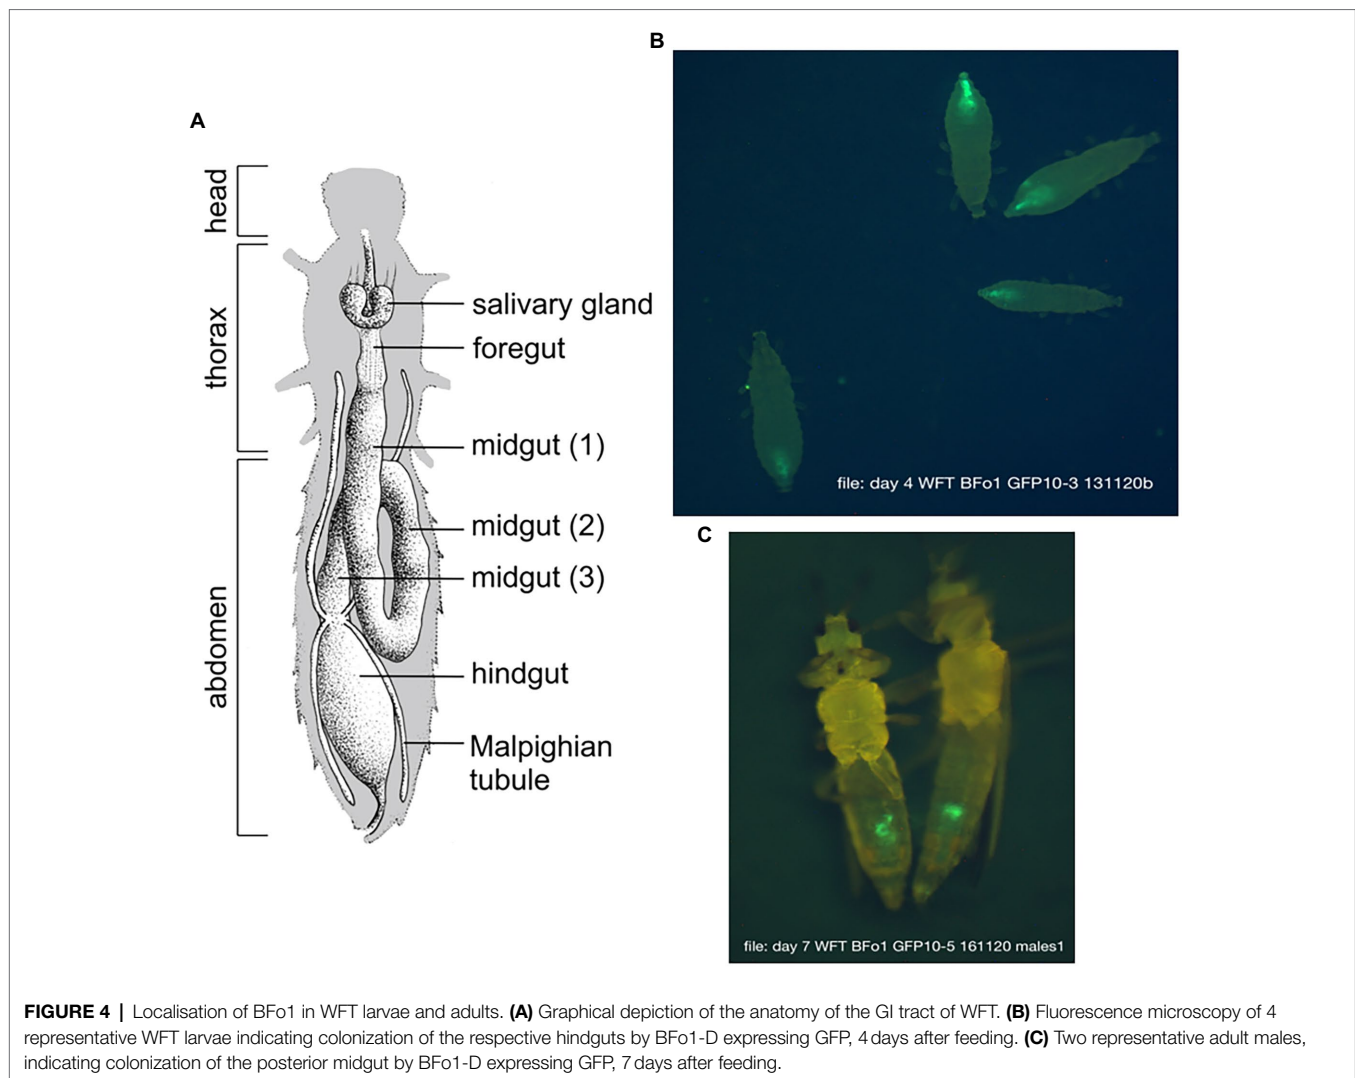 A
head
thorax
abdomen
salivary gland
foregut
midgut (1)
midgut (2)
midgut (3)
hindgut
Malpighian
tubule
B
file: day 4 WFT BFo1 GFP10-3 131120b
C
file: day 7 WFT BFo1 GFP10-5 161120 males1
FIGURE 4 | Localisation of BFo1 in WFT larvae and adults. (A) Graphical depiction of the anatomy of the GI tract of WFT. (B) Fluorescence microscopy of 4
representative WFT larvae indicating colonization of the respective hindguts by BFo1-D expressing GFP, 4 days after feeding. (C) Two representative adult males,
indicating colonization of the posterior midgut by BFo1-D expressing GFP, 7 days after feeding.